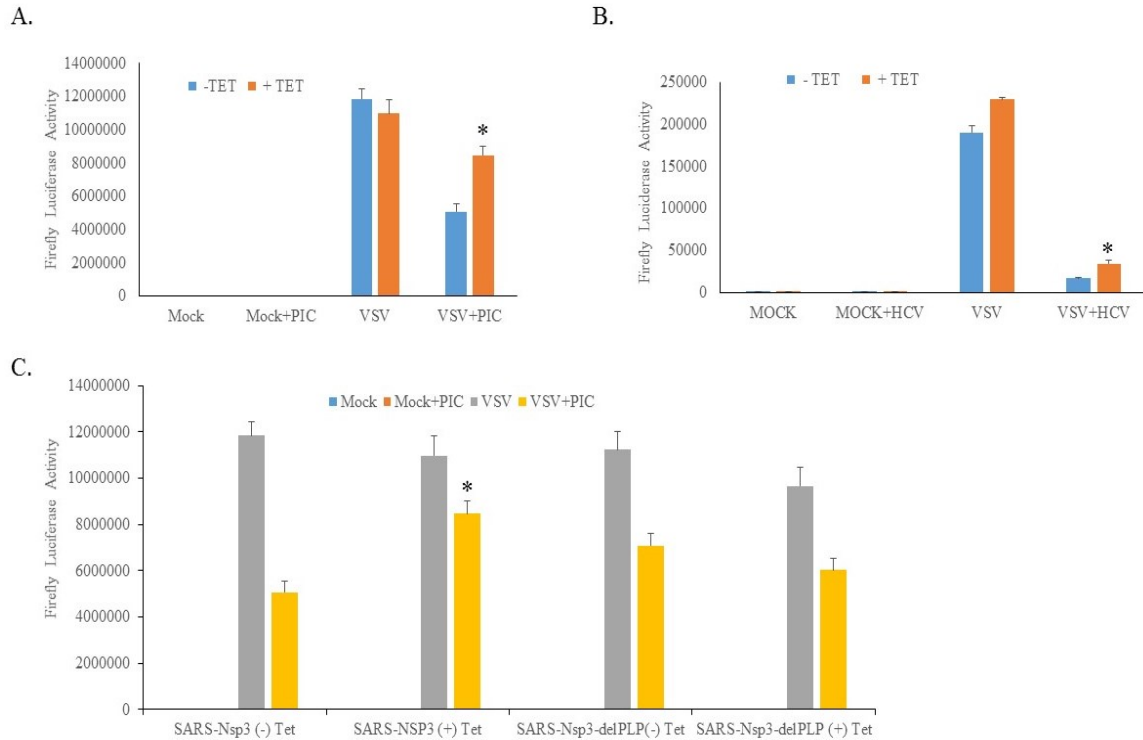 A.
Firefly Luciferase Activity
14000000
12000000
10000000
8000000
6000000
4000000
2000000
0
-TET + TET
*
Mock Mock+PIC VSV VSV+PIC
B.
Firefly Luciderase Activity
250000
200000
150000
100000
50000
0
- TET + TET
*
MOCK MOCK+HCV VSV VSV+HCV
C.
Firefly Luciferase Activity
14000000
12000000
10000000
8000000
6000000
4000000
2000000
0
Mock Mock+PIC VSV VSV+PIC
*
SARS-Nsp3 (-) Tet SARS-NSP3 (+) Tet SARS-Nsp3-delPLP(-) Tet SARS-Nsp3-delPLP (+) Tet